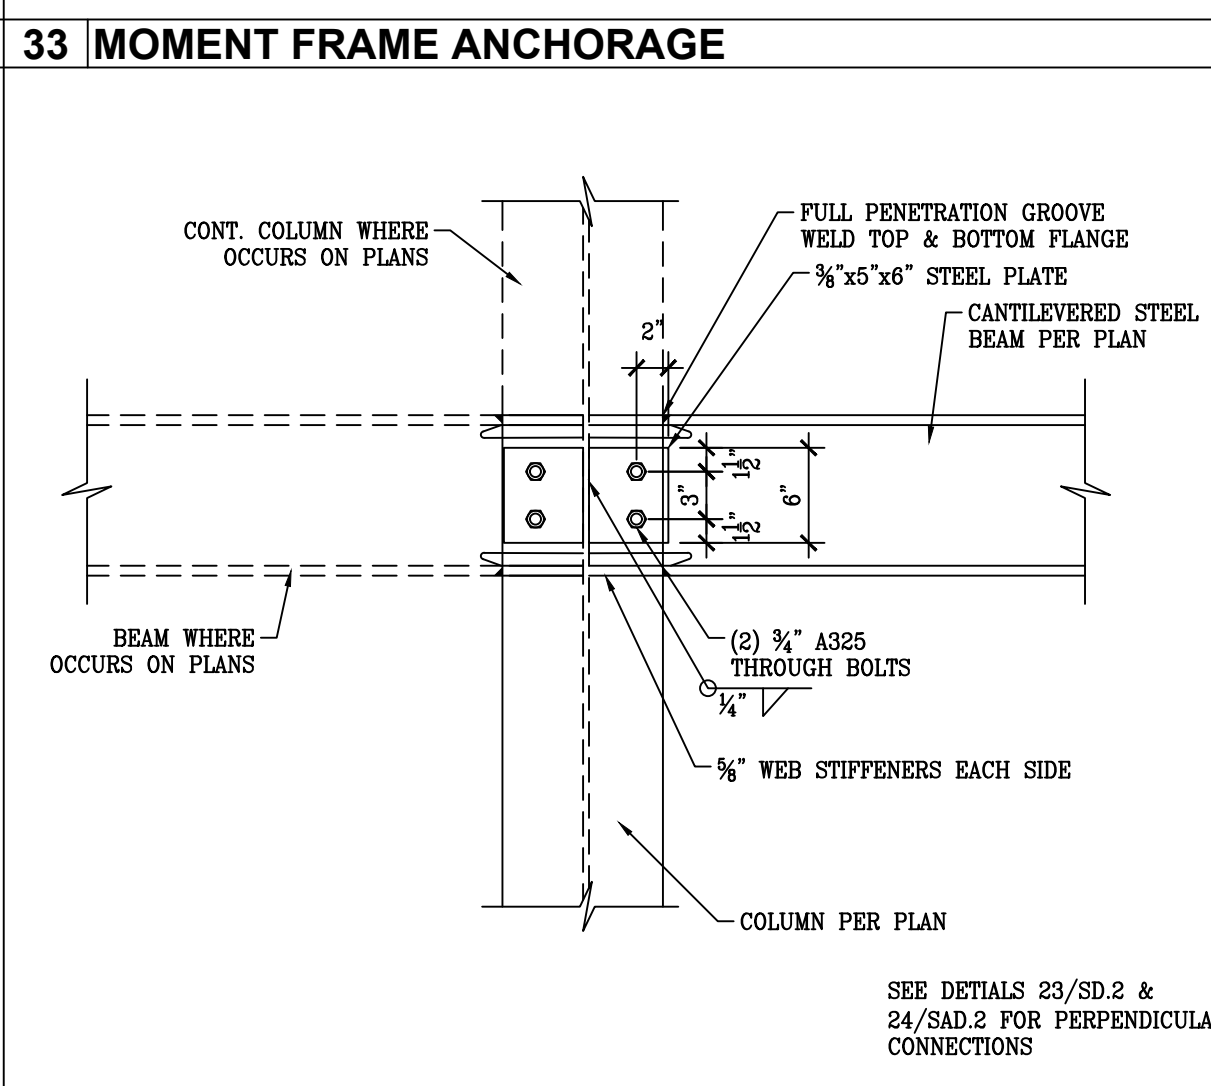 33 MOMENT FRAME ANCHORAGE
CONT. COLUMN WHERE
OCCURS ON PLANS
FULL PENETRATION GROOVE
WELD TOP & BOTTOM FLANGE
⅜"x5"x6" STEEL PLATE
CANTILEVERED STEEL
BEAM PER PLAN
2"
1½"
3"
6"
1½"
BEAM WHERE
OCCURS ON PLANS
(2) ¾" A325
THROUGH BOLTS
¼"
⅝" WEB STIFFENERS EACH SIDE
COLUMN PER PLAN
SEE DETIALS 23/SD.2 &
24/SAD.2 FOR PERPENDICULA
CONNECTIONS